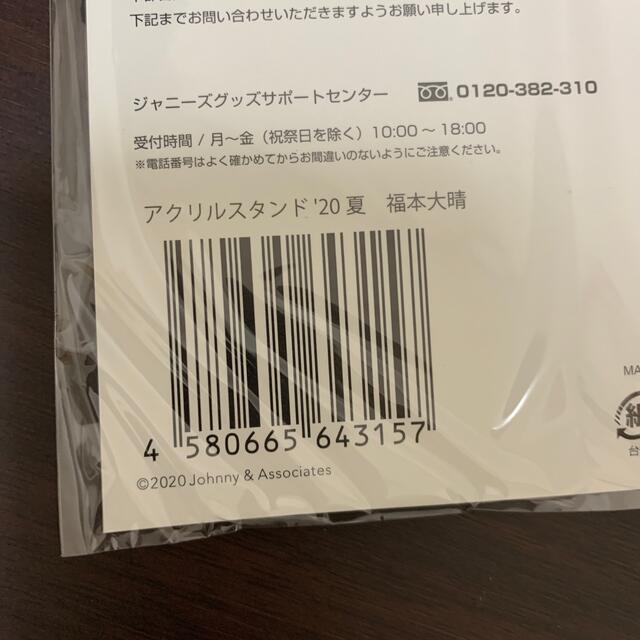 下記までお問い合わせいただきますようお願い申し上げます。
ジャニーズグッズサポートセンター 0120-382-310
受付時間 / 月～金（祝祭日を除く）10:00 ～ 18:00
※電話番号はよく確かめてからお間違いのないようにご注意ください。
アクリルスタンド '20 夏 福本大晴
4 580665 643157
©2020 Johnny & Associates
MA
紙
台